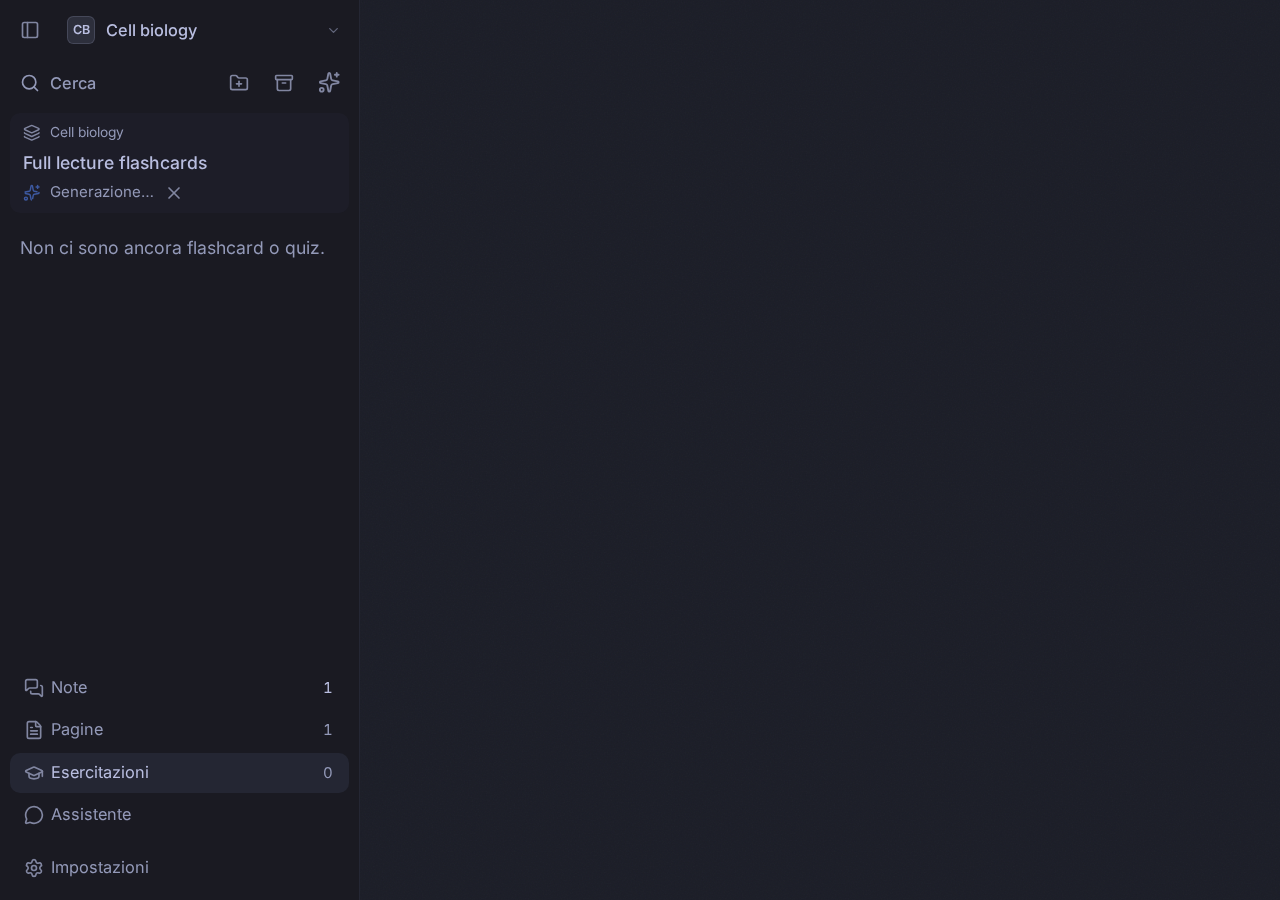 CB Cell biology
Cerca
Cell biology
Full lecture flashcards
Generazione...
Non ci sono ancora flashcard o quiz.
Note 1
Pagine 1
Esercitazioni 0
Assistente
Impostazioni